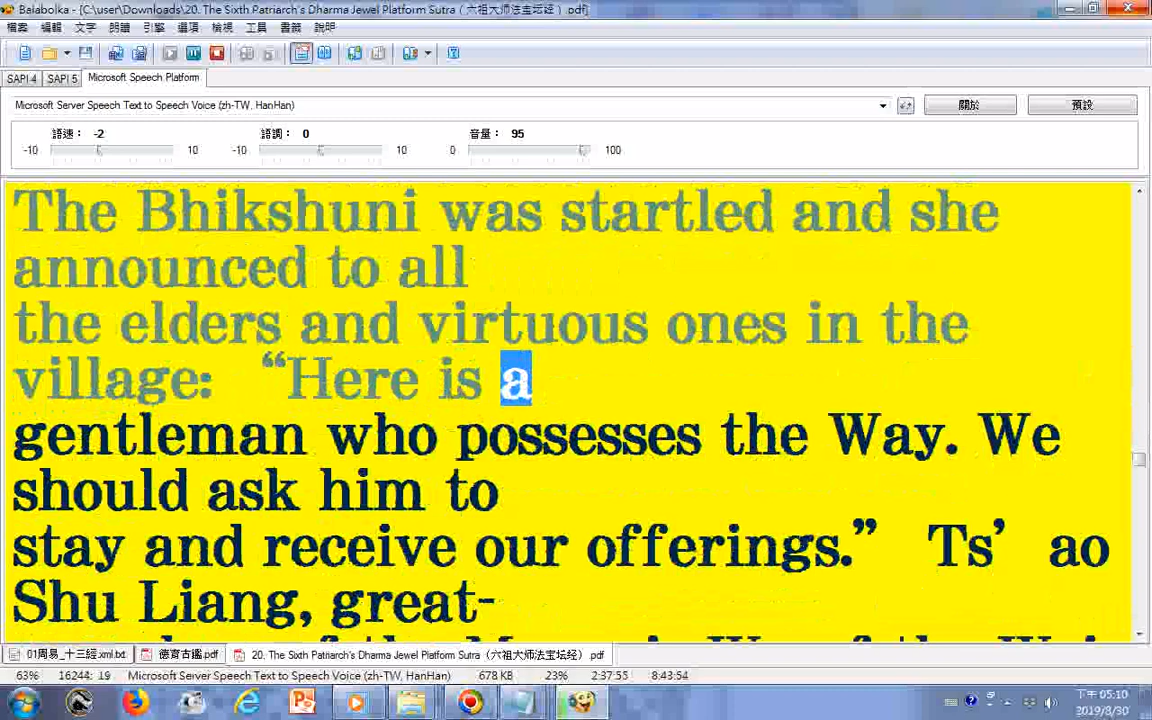 Balabolka - [C:\user\Downloads\20. The Sixth Patriarch's Dharma Jewel Platform Sutra（六祖大师法宝坛经）.pdf]
檔案 編輯 文字 朗讀 引擎 選項 檢視 工具 書籤 說明
SAPI 4 SAPI 5 Microsoft Speech Platform
Microsoft Server Speech Text to Speech Voice (zh-TW, HanHan) 關於 預設
語速： -2 語調： 0 音量： 95
-10 10 -10 10 0 100
The Bhikshuni was startled and she
announced to all
the elders and virtuous ones in the
village: “Here is a
gentleman who possesses the Way. We
should ask him to
stay and receive our offerings.” Ts’ ao
Shu Liang, great-
01周易_十三經.xml.txt 德育古鑑.pdf 20. The Sixth Patriarch's Dharma Jewel Platform Sutra（六祖大师法宝坛经）.pdf
63% 16244: 19 Microsoft Server Speech Text to Speech Voice (zh-TW, HanHan) 678 KB 23% 2:37:55 8:43:54
下午 05:10
2019/8/30